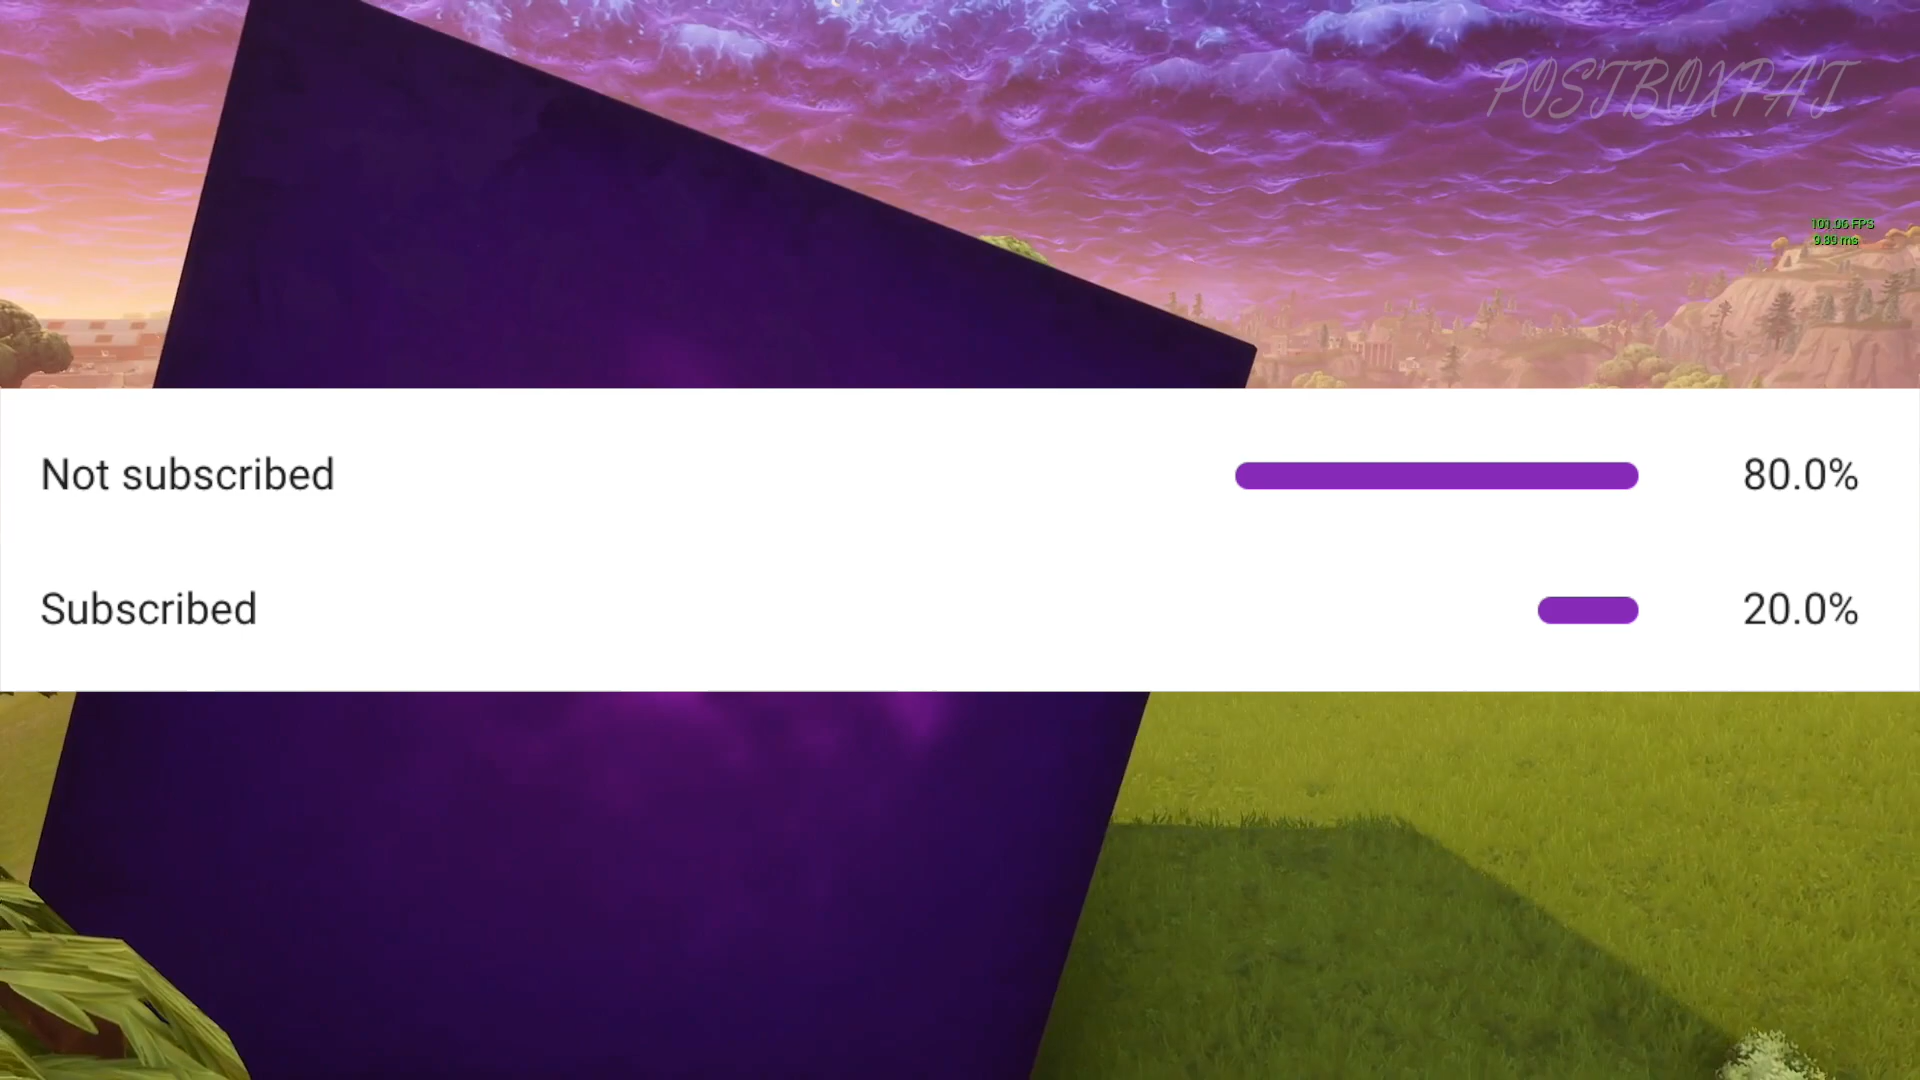 POSTBOXPAT
101.06 FPS
9.89 ms
Not subscribed 80.0%
Subscribed 20.0%